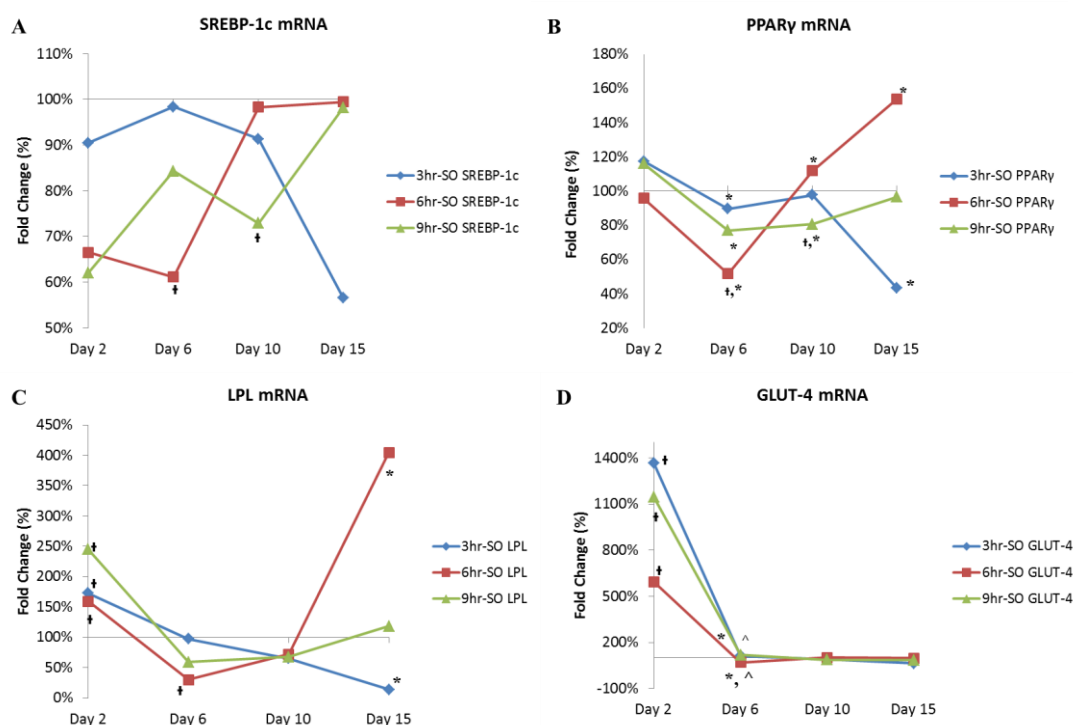 A
SREBP-1c mRNA
110%
100%
90%
80%
70%
60%
50%
Fold Change (%)
ƚ
ƚ
Day 2 Day 6 Day 10 Day 15
3hr-SO SREBP-1c
6hr-SO SREBP-1c
9hr-SO SREBP-1c
B
PPARγ mRNA
180%
160%
140%
120%
100%
80%
60%
40%
20%
Fold Change (%)
*
*
ƚ,*
*
ƚ,*
*
*
Day 2 Day 6 Day 10 Day 15
3hr-SO PPARγ
6hr-SO PPARγ
9hr-SO PPARγ
C
LPL mRNA
450%
400%
350%
300%
250%
200%
150%
100%
50%
0%
Fold Change (%)
ƚ
ƚ
ƚ
ƚ
*
*
Day 2 Day 6 Day 10 Day 15
3hr-SO LPL
6hr-SO LPL
9hr-SO LPL
D
GLUT-4 mRNA
1400%
1100%
800%
500%
200%
-100%
Fold Change (%)
ƚ
ƚ
ƚ
* ^
*, ^
Day 2 Day 6 Day 10 Day 15
3hr-SO GLUT-4
6hr-SO GLUT-4
9hr-SO GLUT-4